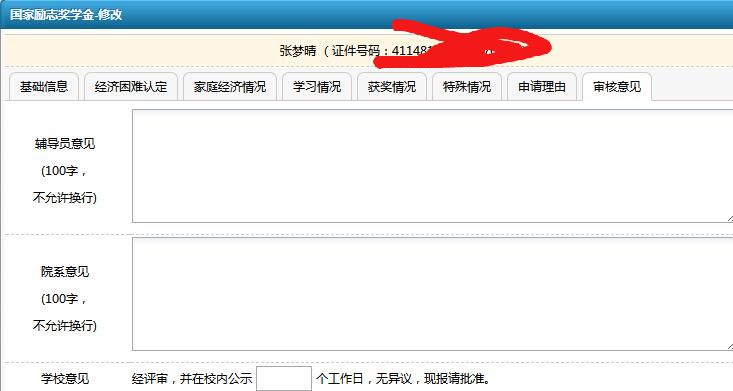 国家励志奖学金-修改
张梦晴 （ 证件号码：41148
基础信息 经济困难认定 家庭经济情况 学习情况 获奖情况 特殊情况 申请理由 审核意见
辅导员意见
(100字，
不允许换行)
院系意见
(100字，
不允许换行)
学校意见 经评审，并在校内公示 个工作日，无异议，现报请批准。